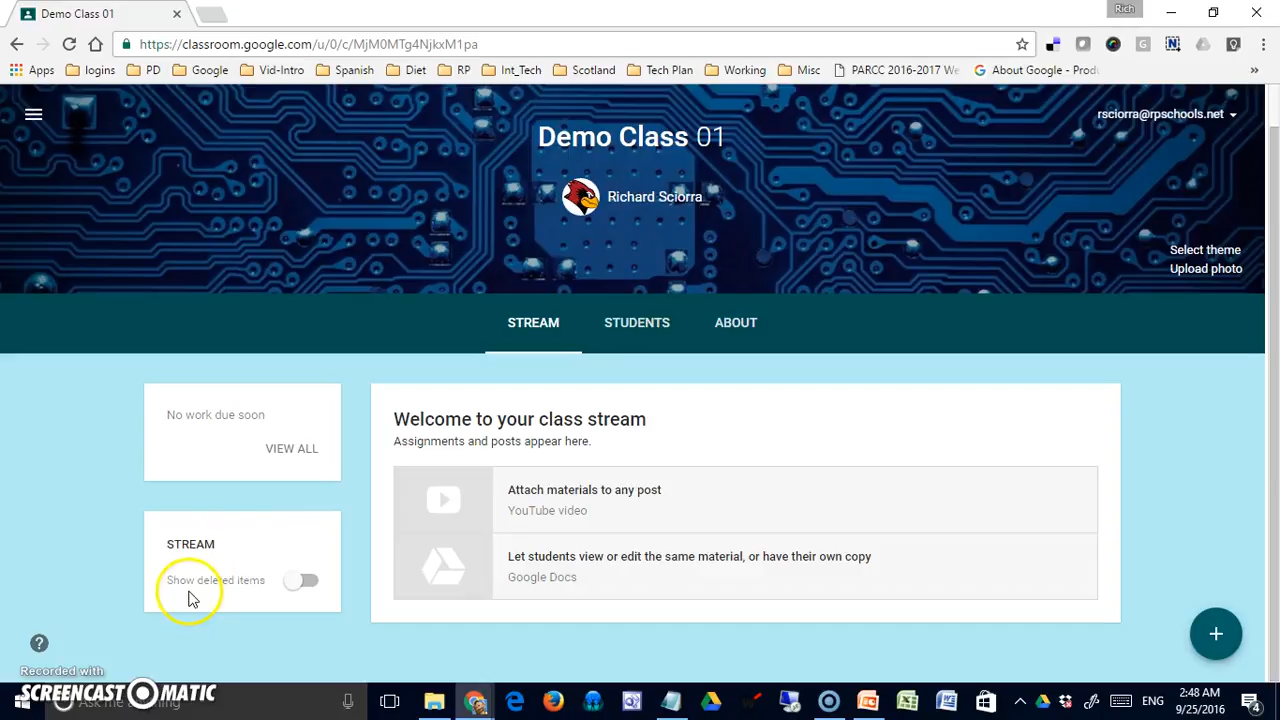 Demo Class 01
Rich
https://classroom.google.com/u/0/c/MjM0MTg4NjkxM1pa
Apps logins PD Google Vid-Intro Spanish Diet RP Int_Tech Scotland Tech Plan Working Misc PARCC 2016-2017 We About Google - Prod »
rsciorra@rpschools.net
Demo Class 01
Richard Sciorra
Select theme
Upload photo
STREAM STUDENTS ABOUT
No work due soon
VIEW ALL
Welcome to your class stream
Assignments and posts appear here.
Attach materials to any post
YouTube video
Let students view or edit the same material, or have their own copy
Google Docs
STREAM
Show deleted items
+
?
Recorded with
SCREENCAST MATIC
Ask me anything
ENG
2:48 AM
9/25/2016
4